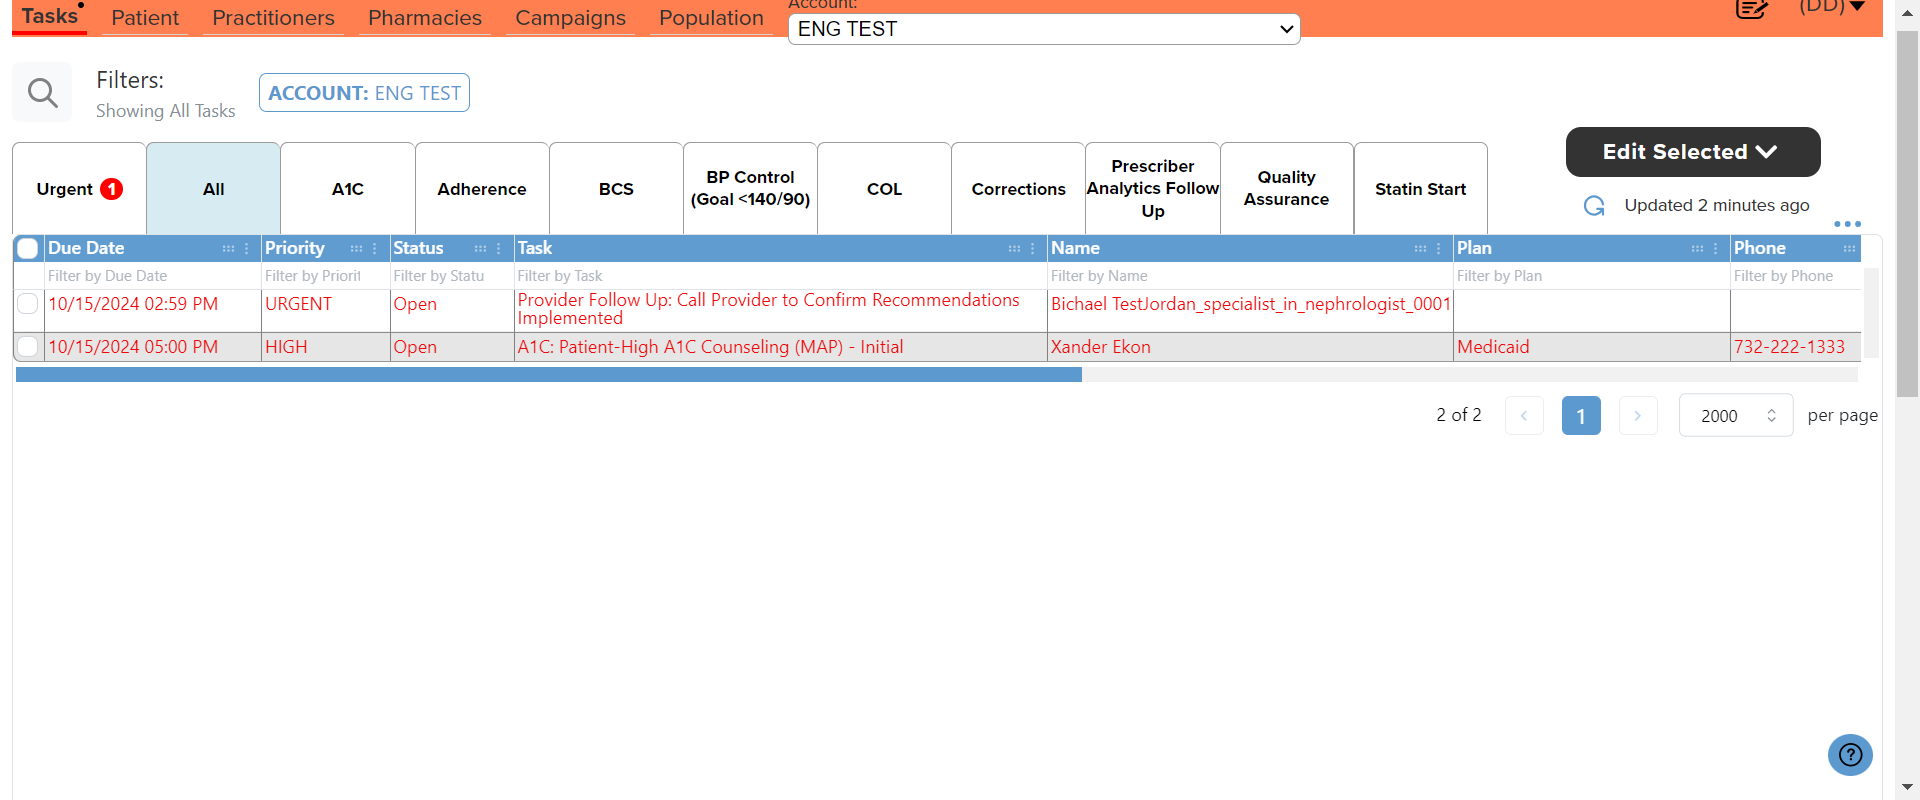 Tasks Patient Practitioners Pharmacies Campaigns Population
Account:
ENG TEST
(DD)
Filters:
Showing All Tasks
ACCOUNT: ENG TEST
Urgent 1
All
A1C
Adherence
BCS
BP Control
(Goal <140/90)
COL
Corrections
Prescriber
Analytics Follow
Up
Quality
Assurance
Statin Start
Edit Selected
Updated 2 minutes ago
Due Date Priority Status Task Name Plan Phone
Filter by Due Date Filter by Priorit Filter by Statu Filter by Task Filter by Name Filter by Plan Filter by Phone
10/15/2024 02:59 PM URGENT Open Provider Follow Up: Call Provider to Confirm Recommendations
Implemented
Bichael TestJordan_specialist_in_nephrologist_0001
10/15/2024 05:00 PM HIGH Open A1C: Patient-High A1C Counseling (MAP) - Initial Xander Ekon Medicaid 732-222-1333
2 of 2 < 1 > 2000 per page
?